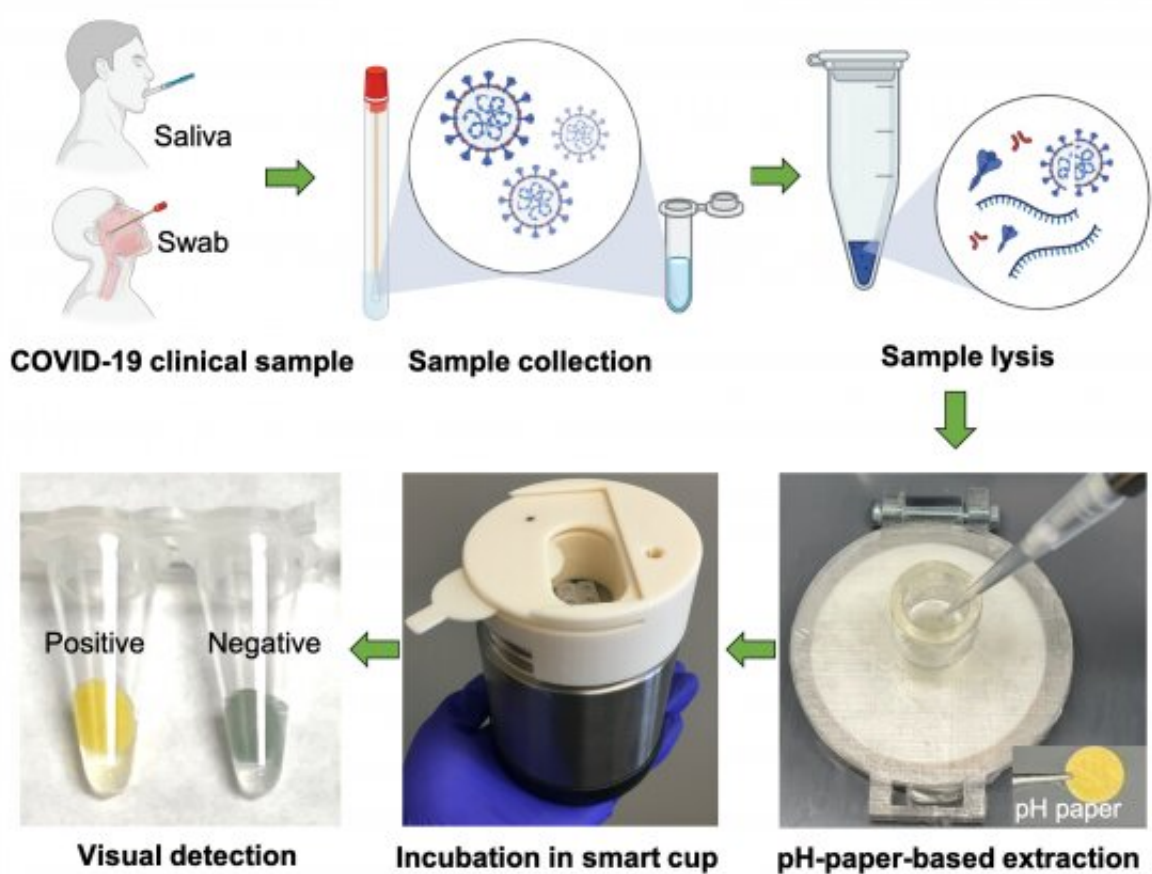 Saliva
Swab
COVID-19 clinical sample
Sample collection
Sample lysis
Positive
Negative
Visual detection
Incubation in smart cup
pH paper
pH-paper-based extraction